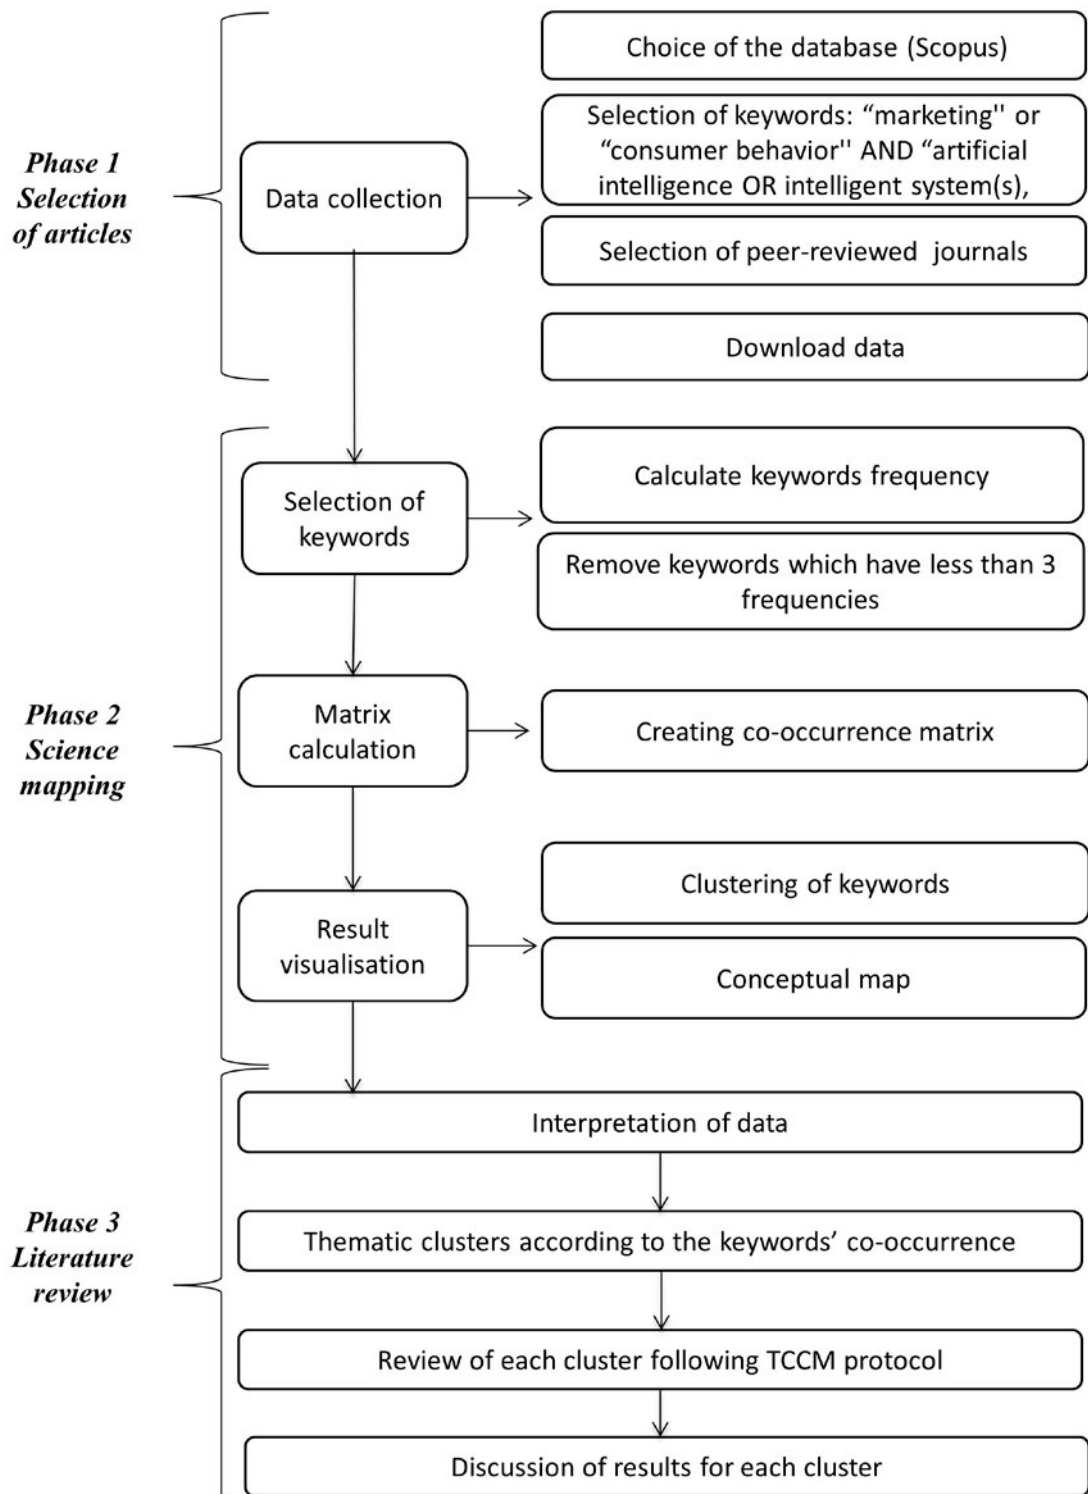 Phase 1
Selection
of articles
Data collection
Choice of the database (Scopus)
Selection of keywords: “marketing'' or
“consumer behavior'' AND “artificial
intelligence OR intelligent system(s),
Selection of peer-reviewed journals
Download data
Phase 2
Science
mapping
Selection of
keywords
Calculate keywords frequency
Remove keywords which have less than 3
frequencies
Matrix
calculation
Creating co-occurrence matrix
Result
visualisation
Clustering of keywords
Conceptual map
Phase 3
Literature
review
Interpretation of data
Thematic clusters according to the keywords’ co-occurrence
Review of each cluster following TCCM protocol
Discussion of results for each cluster